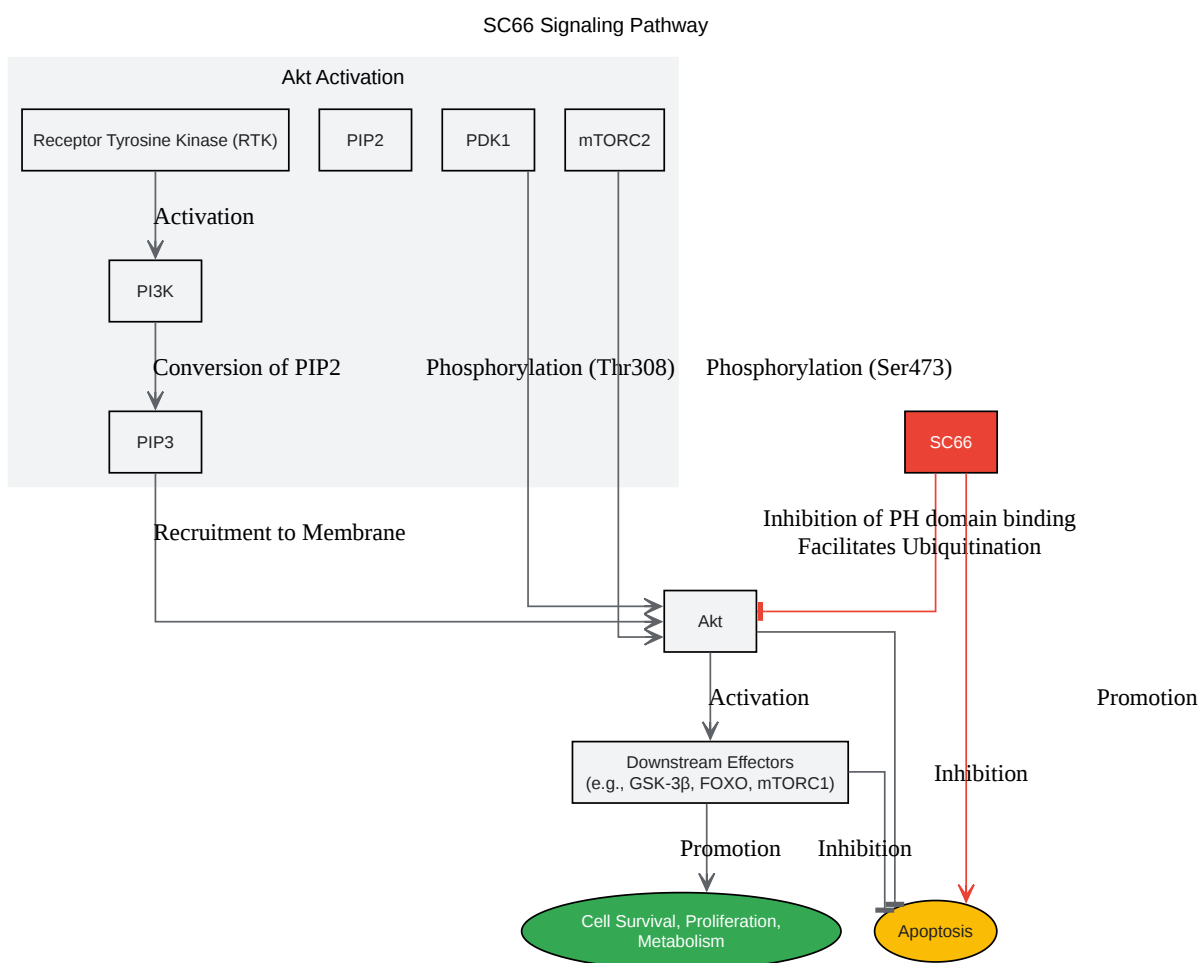 SC66 Signaling Pathway
Akt Activation
Receptor Tyrosine Kinase (RTK)
PIP2
PDK1
mTORC2
Activation
PI3K
Conversion of PIP2
Phosphorylation (Thr308)
Phosphorylation (Ser473)
PIP3
SC66
Recruitment to Membrane
Inhibition of PH domain binding
Facilitates Ubiquitination
Akt
Activation
Promotion
Downstream Effectors
(e.g., GSK-3β, FOXO, mTORC1)
Inhibition
Promotion
Inhibition
Cell Survival, Proliferation,
Metabolism
Apoptosis